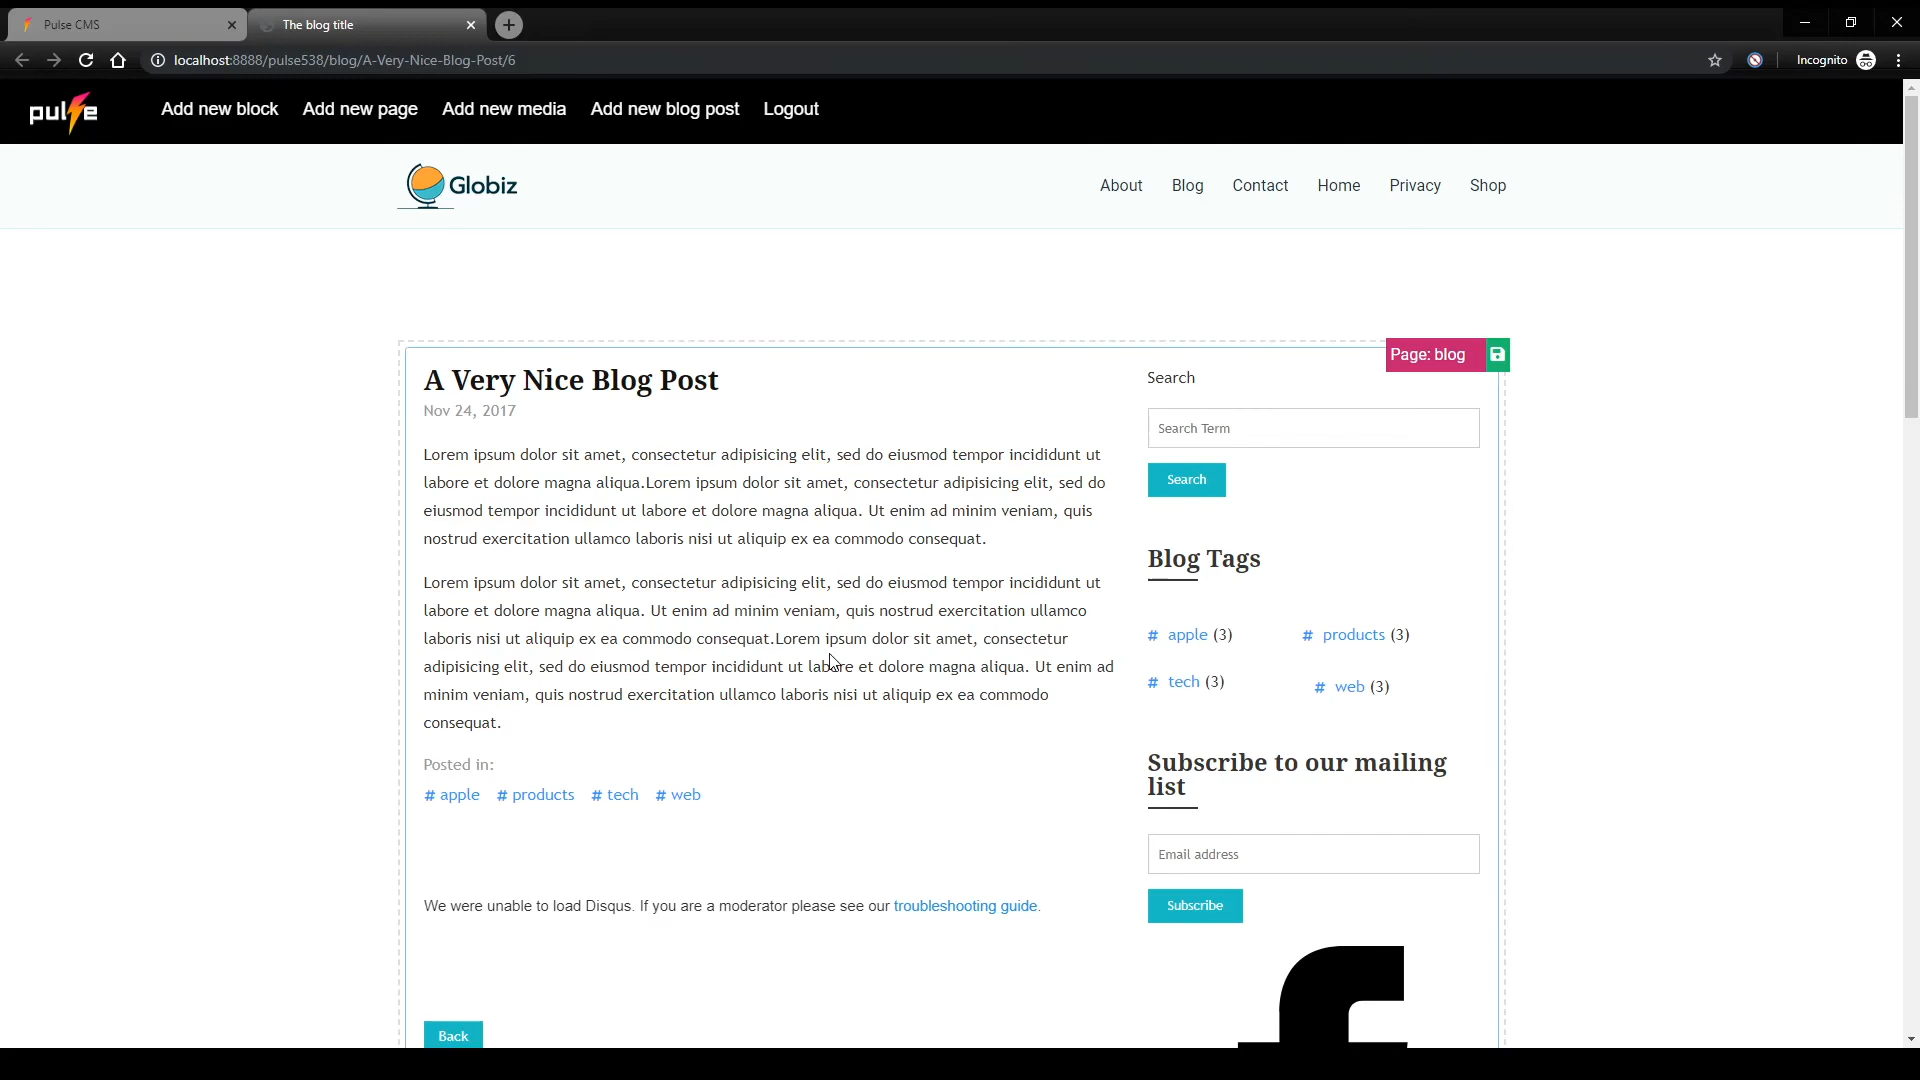 Pulse CMS
The blog title
localhost:8888/pulse538/blog/A-Very-Nice-Blog-Post/6
Incognito
pulse
Add new block
Add new page
Add new media
Add new blog post
Logout
Globiz
About
Blog
Contact
Home
Privacy
Shop
Page: blog
A Very Nice Blog Post
Nov 24, 2017
Lorem ipsum dolor sit amet, consectetur adipisicing elit, sed do eiusmod tempor incididunt ut
labore et dolore magna aliqua.Lorem ipsum dolor sit amet, consectetur adipisicing elit, sed do
eiusmod tempor incididunt ut labore et dolore magna aliqua. Ut enim ad minim veniam, quis
nostrud exercitation ullamco laboris nisi ut aliquip ex ea commodo consequat.
Lorem ipsum dolor sit amet, consectetur adipisicing elit, sed do eiusmod tempor incididunt ut
labore et dolore magna aliqua. Ut enim ad minim veniam, quis nostrud exercitation ullamco
laboris nisi ut aliquip ex ea commodo consequat.Lorem ipsum dolor sit amet, consectetur
adipisicing elit, sed do eiusmod tempor incididunt ut labore et dolore magna aliqua. Ut enim ad
minim veniam, quis nostrud exercitation ullamco laboris nisi ut aliquip ex ea commodo
consequat.
Posted in:
# apple # products # tech # web
We were unable to load Disqus. If you are a moderator please see our troubleshooting guide.
Back
Search
Search Term
Search
Blog Tags
# apple (3)
# products (3)
# tech (3)
# web (3)
Subscribe to our mailing
list
Email address
Subscribe